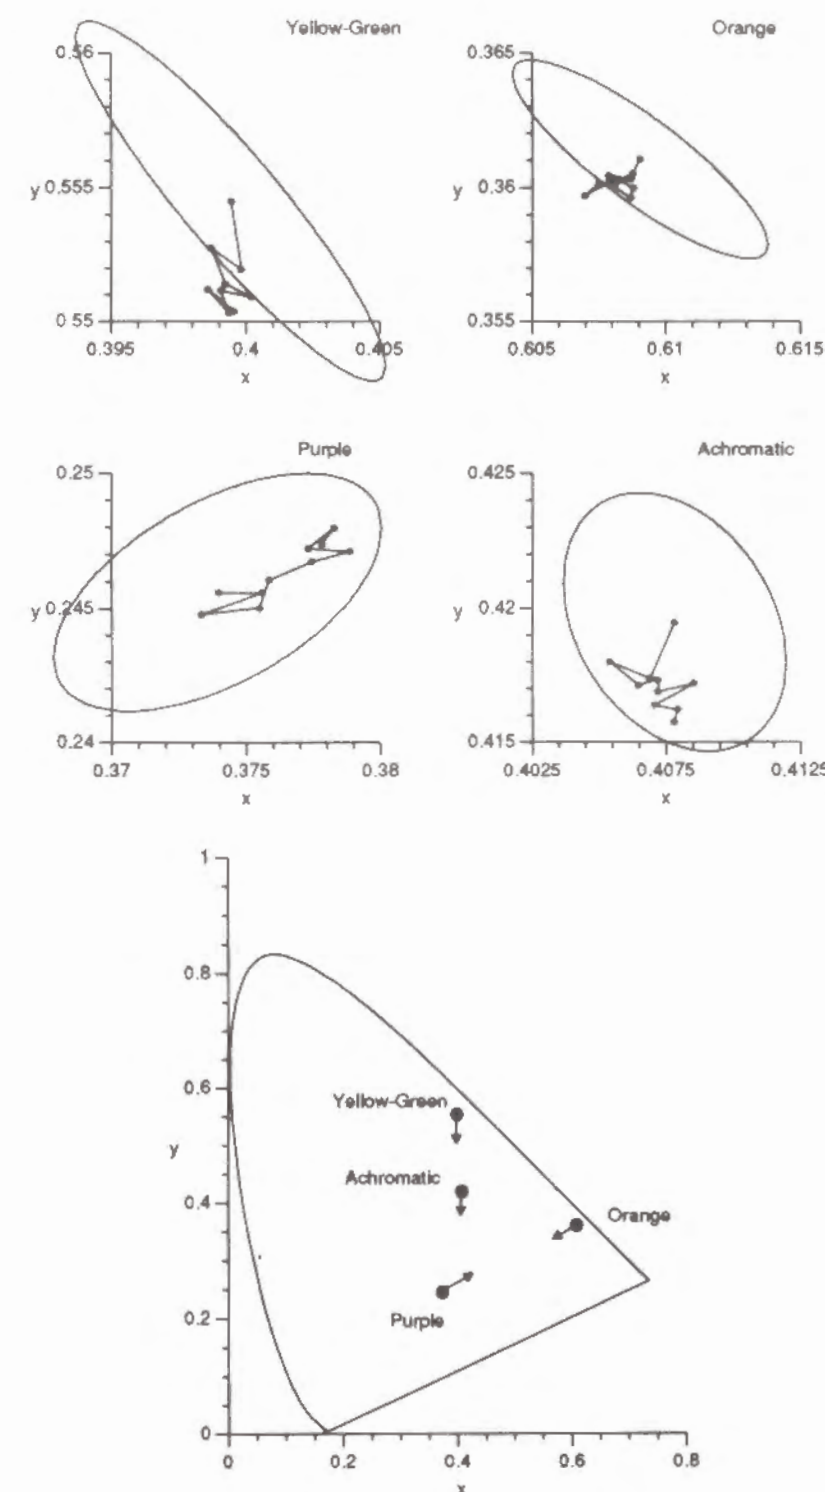 Yellow-Green
0.56
y 0.555
0.55
0.395 0.4 0.405
x
Orange
0.365
y 0.36
0.355
0.605 0.61 0.615
x
Purple
0.25
y 0.245
0.24
0.37 0.375 0.38
x
Achromatic
0.425
y 0.42
0.415
0.4025 0.4075 0.4125
x
1
0.8
0.6
Yellow-Green
y
Achromatic
0.4
Orange
0.2
Purple
0
0 0.2 0.4 0.6 0.8
x